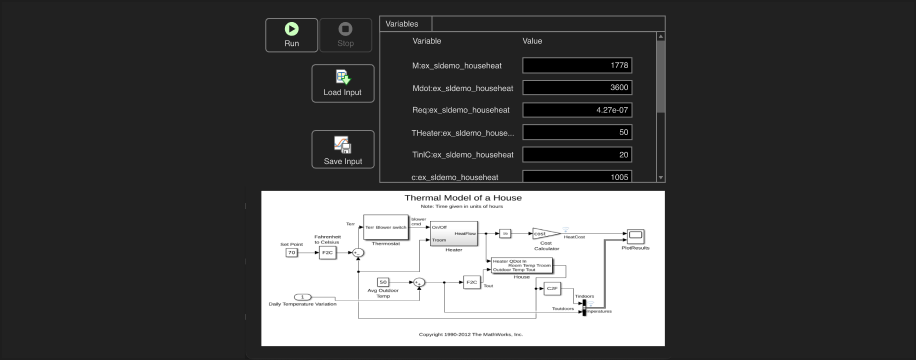 Variables
Run
Stop
Variable Value
Load Input
M:ex_sldemo_househeat 1778
Mdot:ex_sldemo_househeat 3600
Req:ex_sldemo_househeat 4.27e-07
THeater:ex_sldemo_house... 50
Save Input
TinIC:ex_sldemo_househeat 20
c:ex_sldemo_househeat 1005
Thermal Model of a House
Note: Time given in units of hours
Terr
Terr Blower switch
blower
cmd
On/Off
Troom
HeatFlow
Heater
Thermostat
cost
HeatCost
Cost
Calculator
PlotResults
Set Point
70
Fahrenheit
to Celsius
F2C
Heater QDot In
Room Temp Troom
Outdoor Temp Tout
House
50
Avg Outdoor
Temp
F2C
Tout
C2F
1
Daily Temperature Variation
Tindoors
Toutdoors
Copyright 1990-2012 The MathWorks, Inc.